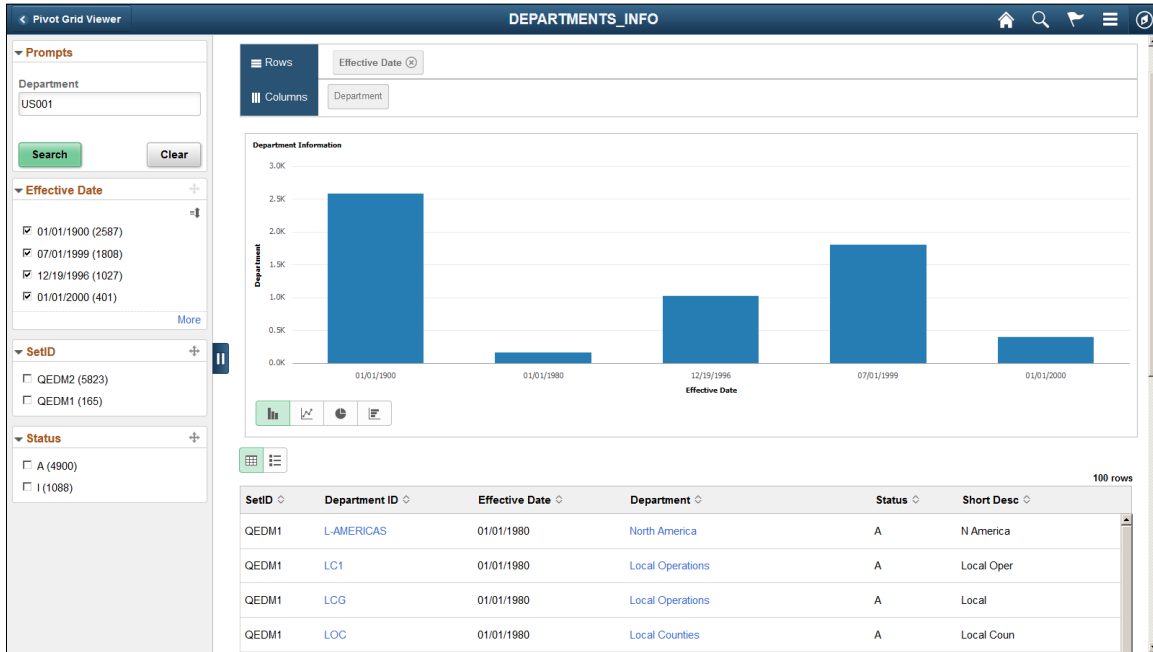 Pivot Grid Viewer
DEPARTMENTS_INFO
Prompts
Department
US001
Search
Clear
Effective Date
01/01/1900 (2587)
07/01/1999 (1808)
12/19/1996 (1027)
01/01/2000 (401)
More
SetID
QEDM2 (5823)
QEDM1 (165)
Status
A (4900)
I (1088)
Rows
Effective Date
Columns
Department
Department Information
3.0K
2.5K
2.0K
1.5K
1.0K
0.5K
0.0K
Department
01/01/1900 01/01/1980 12/19/1996 07/01/1999 01/01/2000
Effective Date
100 rows
SetID Department ID Effective Date Department Status Short Desc
QEDM1 L-AMERICAS 01/01/1980 North America A N America
QEDM1 LC1 01/01/1980 Local Operations A Local Oper
QEDM1 LCG 01/01/1980 Local Operations A Local
QEDM1 LOC 01/01/1980 Local Counties A Local Coun